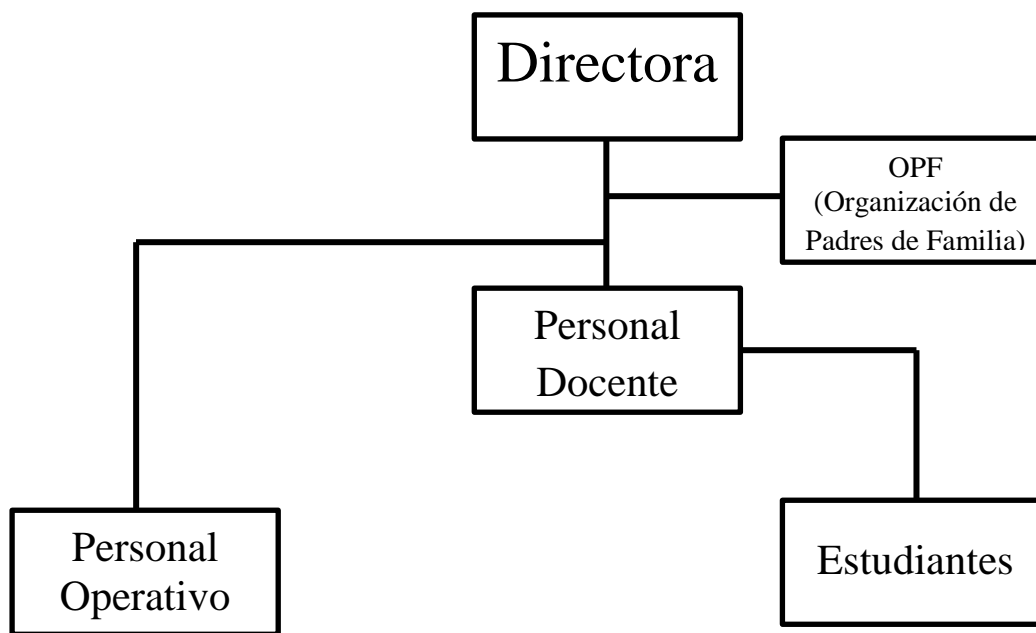 Directora
OPF
(Organización de
Padres de Familia)
Personal
Docente
Personal
Operativo
Estudiantes